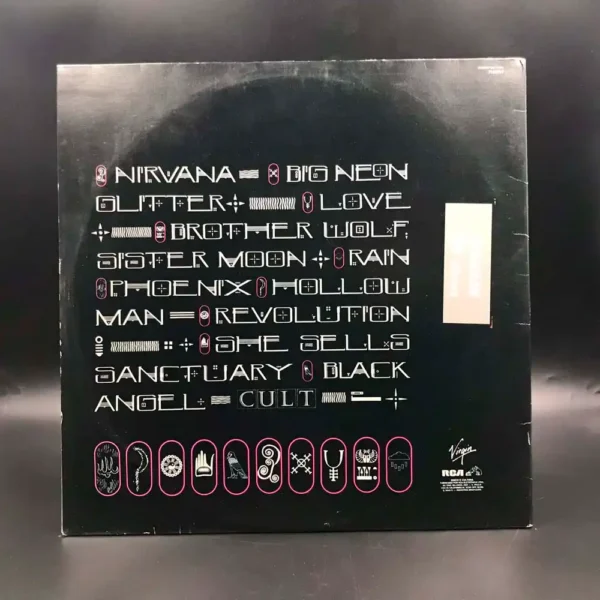 NIRVANA BIG NEON
GLITTER LOVE
BROTHER WOLF,
SISTER MOON RAIN
PHOENIX HOLLOW
MAN REVOLUTION
SHE SELLS
SANCTUARY BLACK
ANGEL CULT
Virgin
RCA